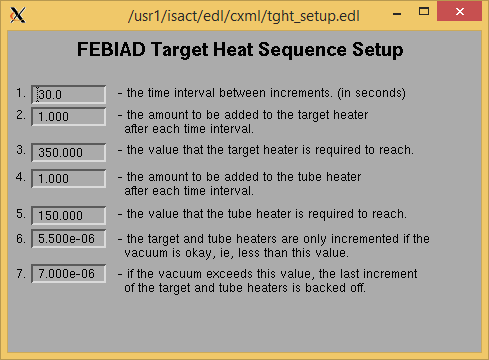 /usr1/isact/edl/cxml/tght_setup.edl
FEBIAD Target Heat Sequence Setup
1. 30.0 - the time interval between increments. (in seconds)
2. 1.000 - the amount to be added to the target heater
after each time interval.
3. 350.000 - the value that the target heater is required to reach.
4. 1.000 - the amount to be added to the tube heater
after each time interval.
5. 150.000 - the value that the tube heater is required to reach.
6. 5.500e-06 - the target and tube heaters are only incremented if the
vacuum is okay, ie, less than this value.
7. 7.000e-06 - if the vacuum exceeds this value, the last increment
of the target and tube heaters is backed off.